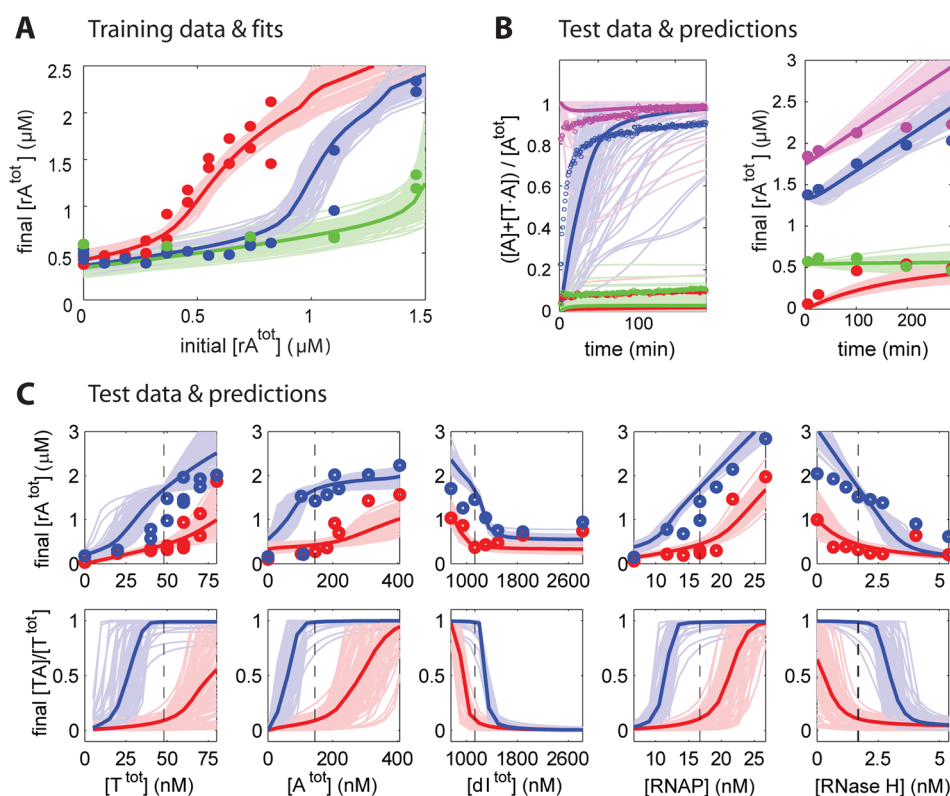 A Training data & fits
2.5
2
1.5
1
0.5
0
final [rA^tot] (µM)
0 0.5 1 1.5
initial [rA^tot] (µM)
B Test data & predictions
1
0.8
0.6
0.4
0.2
0
([A]+[T·A]) / [A^tot]
0 100
time (min)
3
2.5
2
1.5
1
0.5
0
final [rA^tot] (µM)
0 100 200
time (min)
C Test data & predictions
final [rA^tot] (µM)
3
2
1
0
0 25 50 75
3
2
1
0
0 200 400
3
2
1
0
800 1800 2600
3
2
1
0
10 15 20 25
3
2
1
0
0 2.5 5
final [TA]/[T^tot]
1
0.5
0
0 25 50 75
[T^tot] (nM)
1
0.5
0
0 200 400
[A^tot] (nM)
1
0.5
0
800 1800 2600
[dI^tot] (nM)
1
0.5
0
10 15 20 25
[RNAP] (nM)
1
0.5
0
0 2.5 5
[RNase H] (nM)